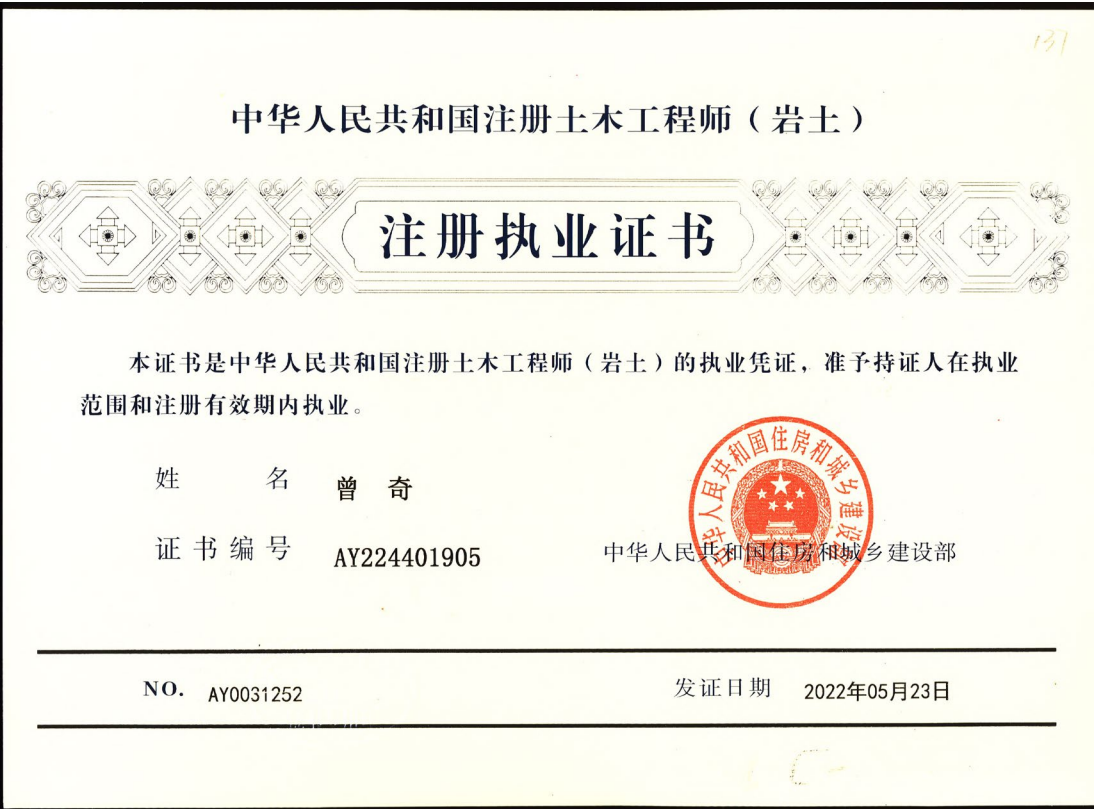 137
中华人民共和国注册土木工程师（岩土）
注册执业证书
本证书是中华人民共和国注册土木工程师（岩土）的执业凭证，准予持证人在执业
范围和注册有效期内执业。
姓 名 曾 奇
证书编号 AY224401905
中华人民共和国住房和城乡建设部
中华人民共和国住房和城乡建设部
NO. AY0031252
发证日期 2022年05月23日